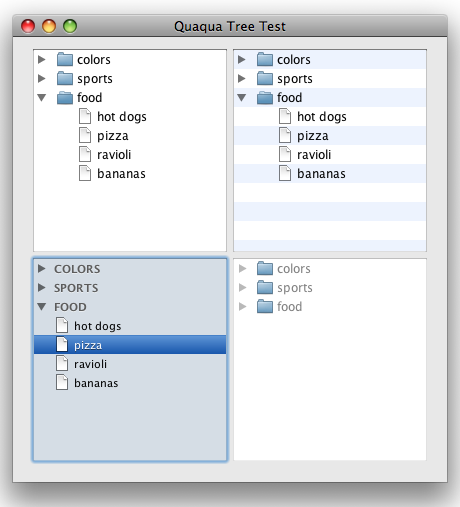 Quaqua Tree Test
colors
sports
food
hot dogs
pizza
ravioli
bananas
colors
sports
food
hot dogs
pizza
ravioli
bananas
COLORS
SPORTS
FOOD
hot dogs
pizza
ravioli
bananas
colors
sports
food